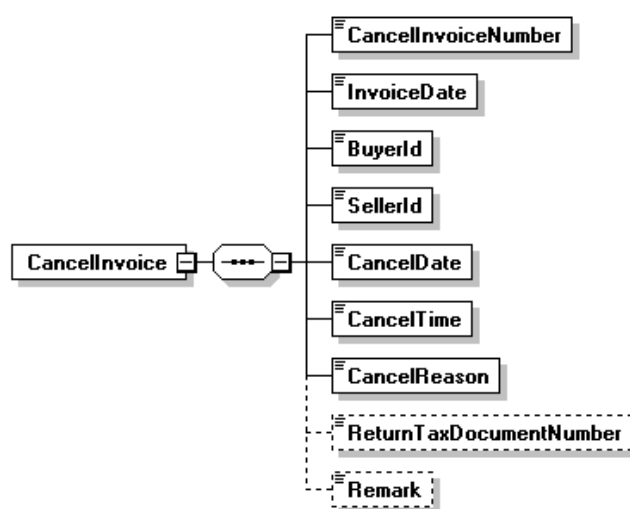 CancelInvoiceNumber
InvoiceDate
BuyerId
SellerId
CancelInvoice
CancelDate
CancelTime
CancelReason
ReturnTaxDocumentNumber
Remark